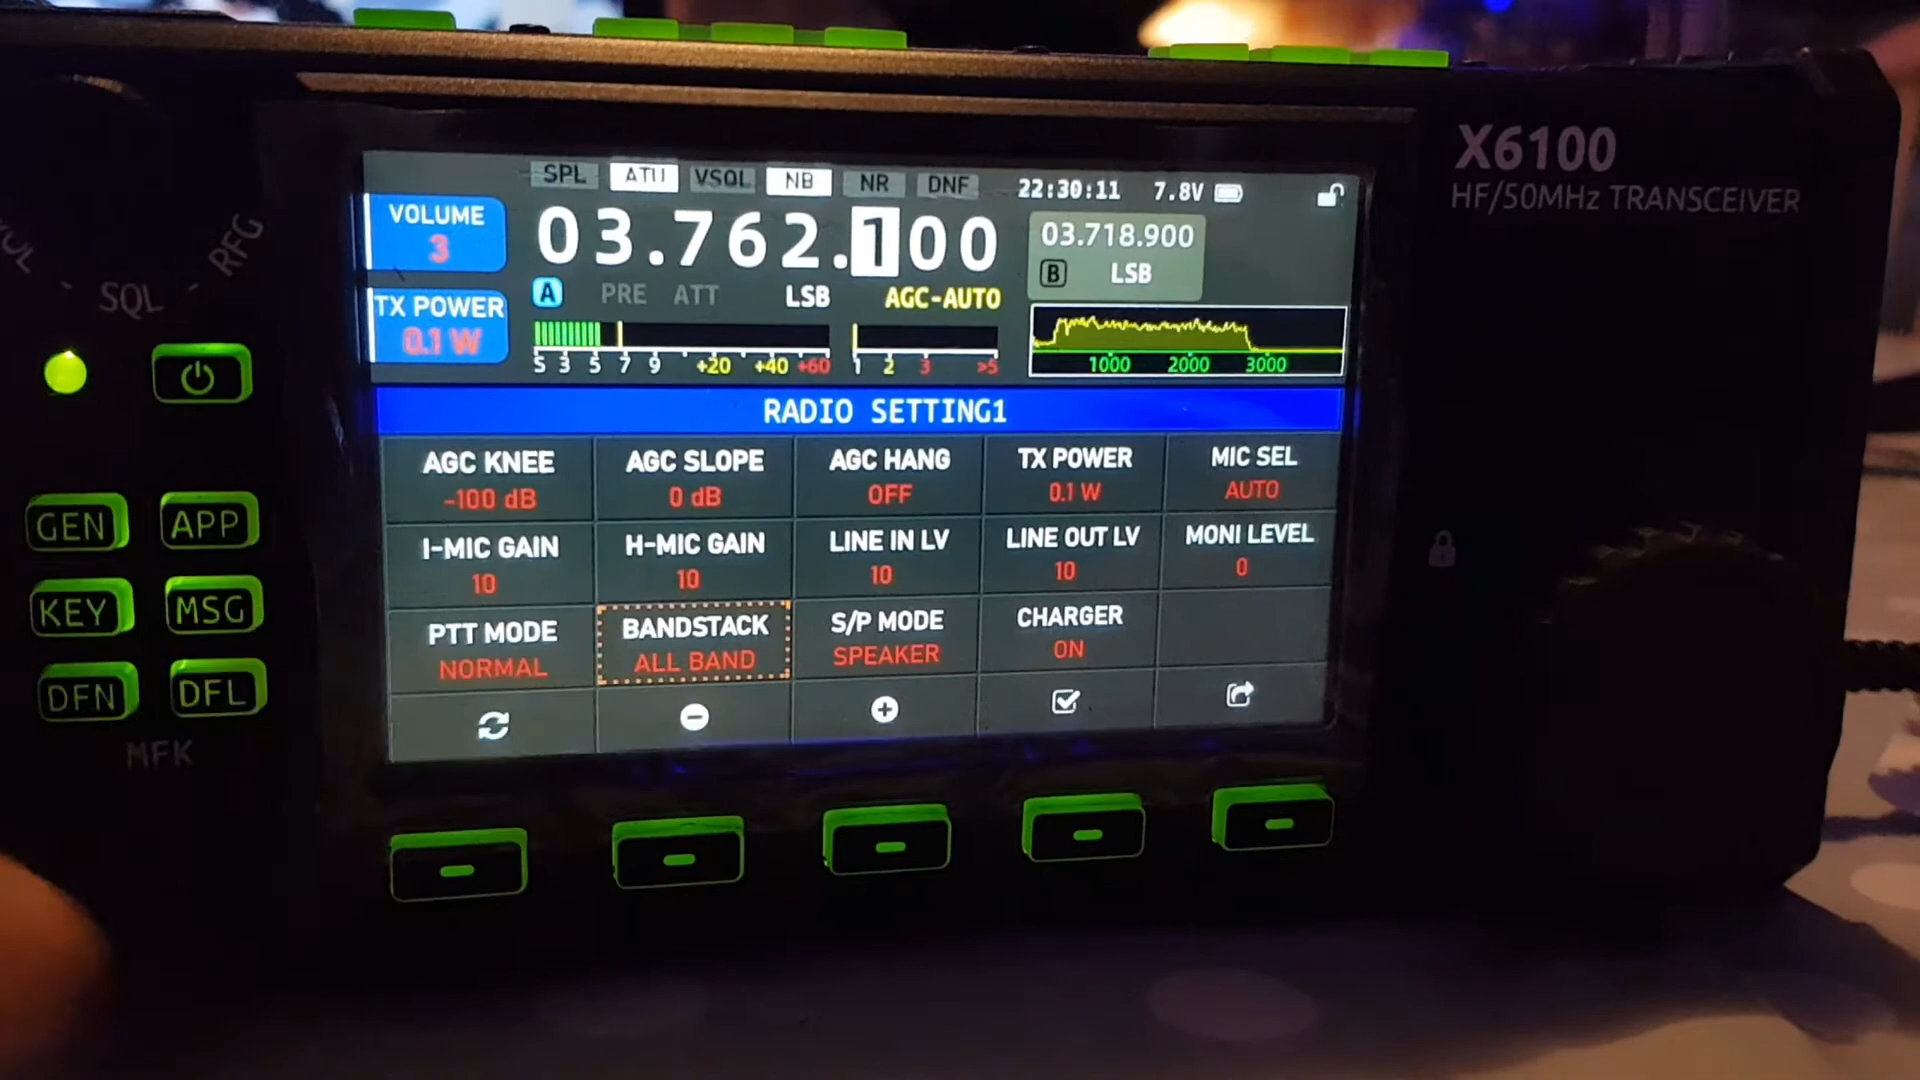 X6100
HF/50MHz TRANSCEIVER
SPL ATU VSQL NB NR DNF 22:30:11 7.8V
VOLUME
3
03.762.100
03.718.900
B LSB
A PRE ATT LSB AGC-AUTO
TX POWER
0.1 W
S 3 5 7 9 +20 +40 +60 1 2 3 >5
1000 2000 3000
RFG
SQL
RADIO SETTING1
AGC KNEE AGC SLOPE AGC HANG TX POWER MIC SEL
-100 dB 0 dB OFF 0.1 W AUTO
I-MIC GAIN H-MIC GAIN LINE IN LV LINE OUT LV MONI LEVEL
10 10 10 10 0
PTT MODE BANDSTACK S/P MODE CHARGER
NORMAL ALL BAND SPEAKER ON
GEN APP
KEY MSG
DFN DFL
MFK